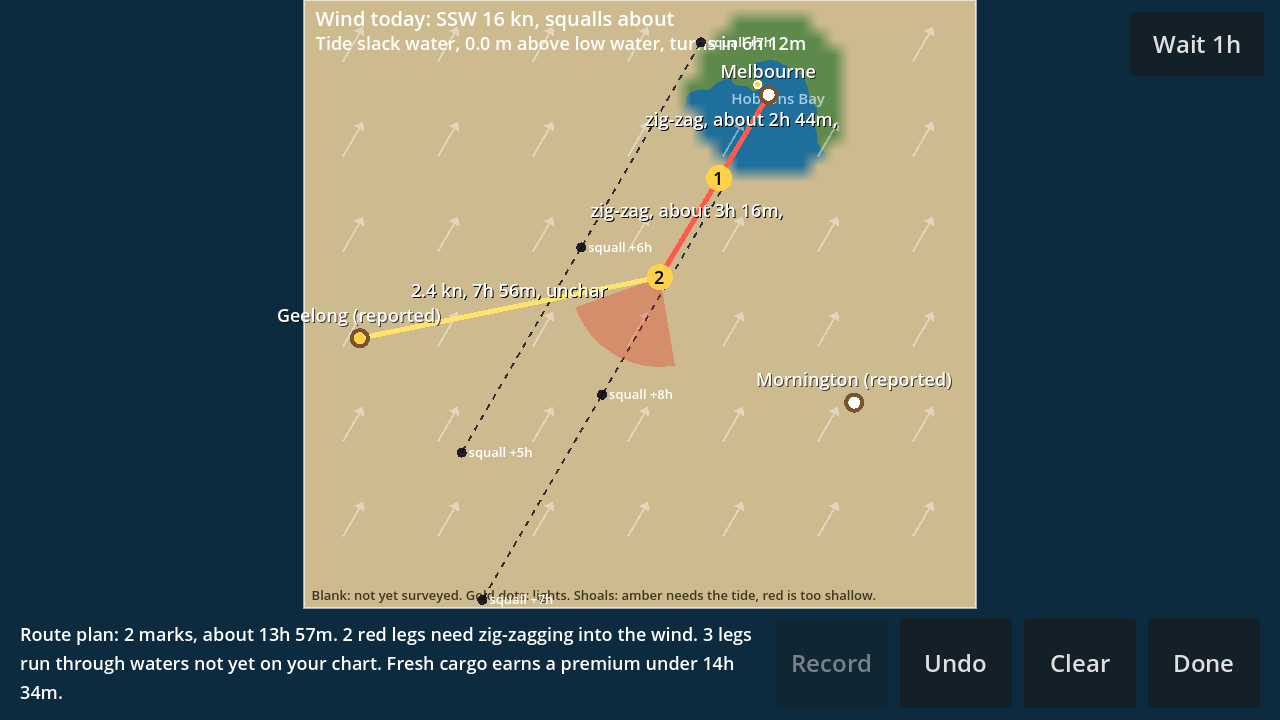 Wind today: SSW 16 kn, squalls about
Tide slack water, 0.0 m above low water, turns in 6h 12m
squall +7h
Wait 1h
Melbourne
Hobsons Bay
zig-zag, about 2h 44m,
1
zig-zag, about 3h 16m,
squall +6h
2
2.4 kn, 7h 56m, unchar
Geelong (reported)
Mornington (reported)
squall +8h
squall +5h
Blank: not yet surveyed. Gold dots: lights. Shoals: amber needs the tide, red is too shallow.
squall +7h
Route plan: 2 marks, about 13h 57m. 2 red legs need zig-zagging into the wind. 3 legs
run through waters not yet on your chart. Fresh cargo earns a premium under 14h
34m.
Record
Undo
Clear
Done